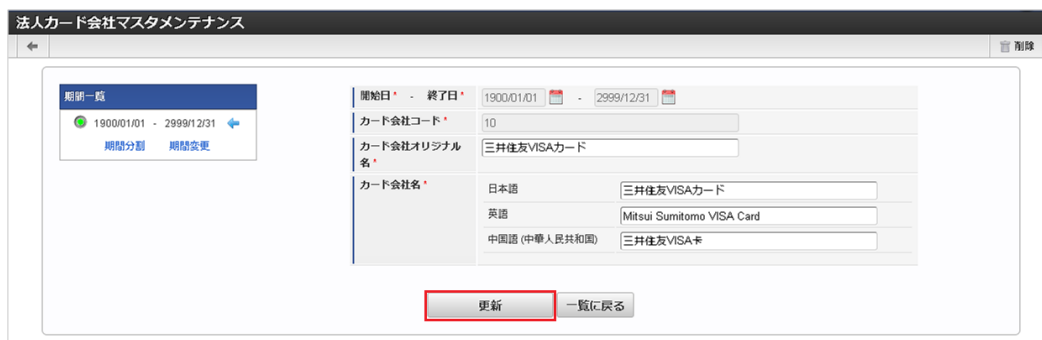 法人カード会社マスタメンテナンス
削除
期間一覧
1900/01/01 - 2999/12/31
期間分割 期間変更
開始日* - 終了日* 1900/01/01 - 2999/12/31
カード会社コード* 10
カード会社オリジナル
名*
三井住友VISAカード
カード会社名*
日本語 三井住友VISAカード
英語 Mitsui Sumitomo VISA Card
中国語 (中華人民共和国) 三井住友VISA卡
更新 一覧に戻る